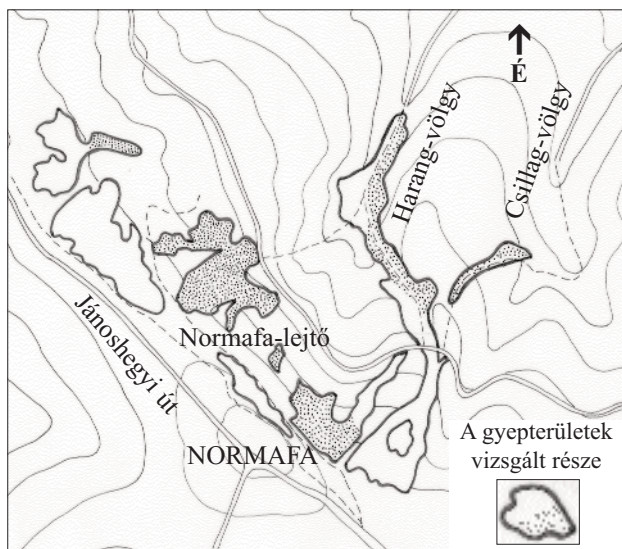 É
Harang-völgy
Csillag-völgy
Jánoshegyi út
Normafa-lejtő
NORMAFA
A gyepterületek
vizsgált része